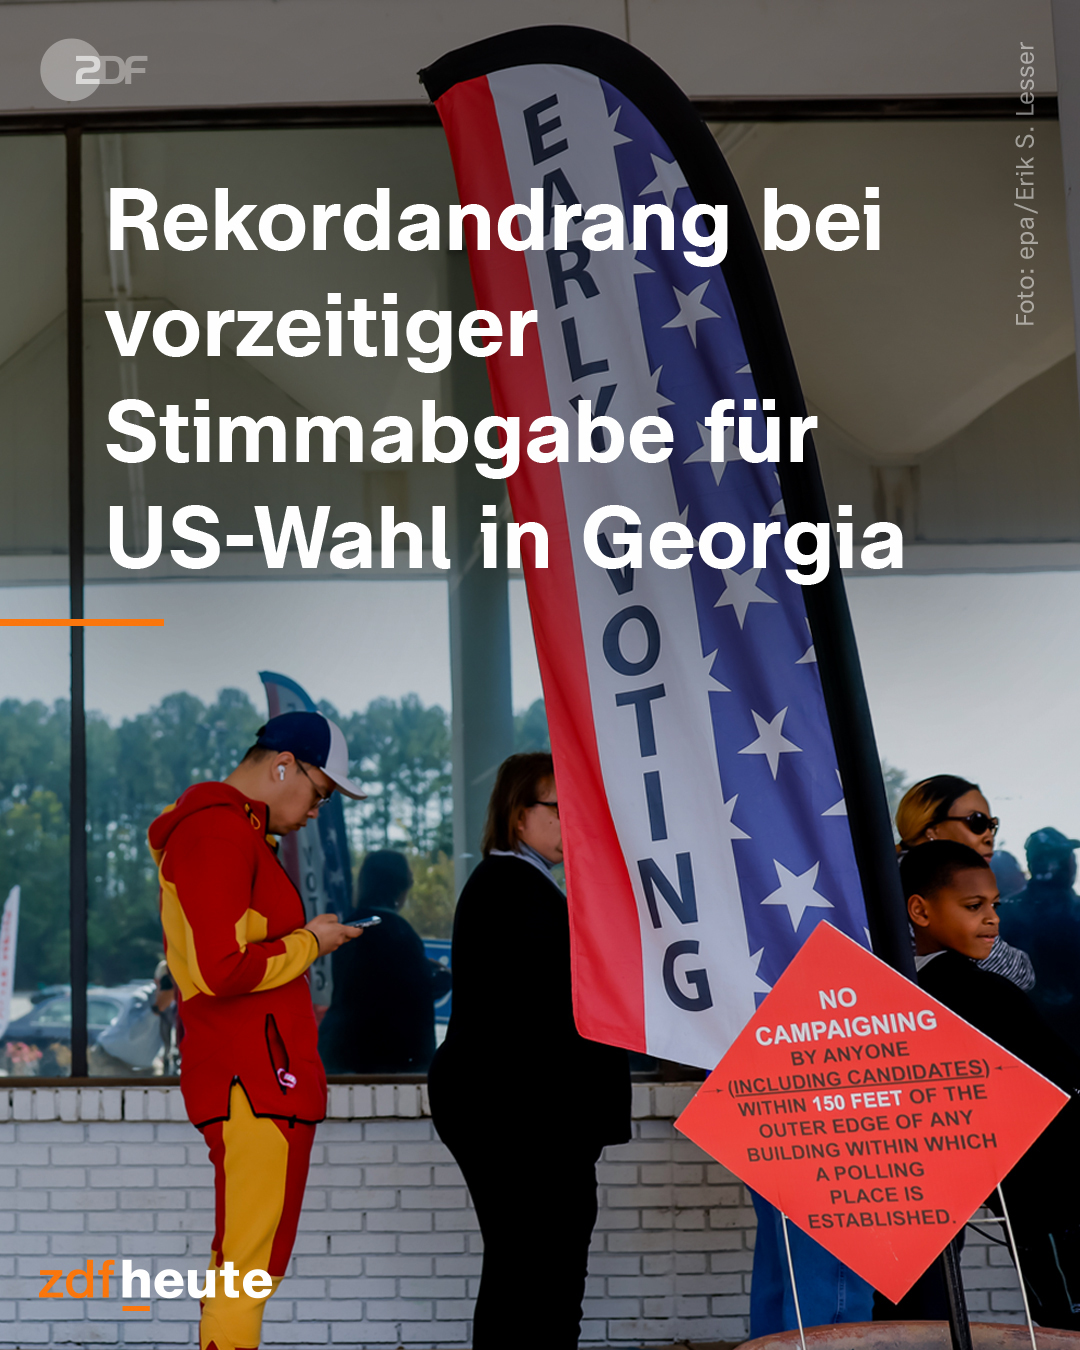 ZDF
Foto: epa/Erik S. Lesser
Rekordandrang bei
vorzeitiger
Stimmabgabe für
US-Wahl in Georgia
EARLY VOTING
NO
CAMPAIGNING
BY ANYONE
(INCLUDING CANDIDATES)
WITHIN 150 FEET OF THE
OUTER EDGE OF ANY
BUILDING WITHIN WHICH
A POLLING
PLACE IS
ESTABLISHED.
zdfheute